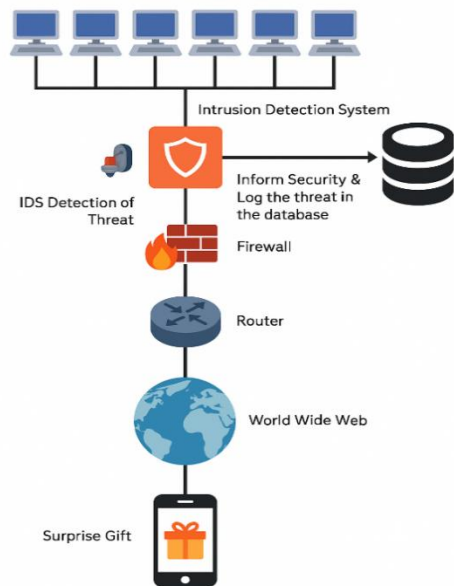 Intrusion Detection System
IDS Detection of
Threat
Inform Security &
Log the threat in
the database
Firewall
Router
World Wide Web
Surprise Gift